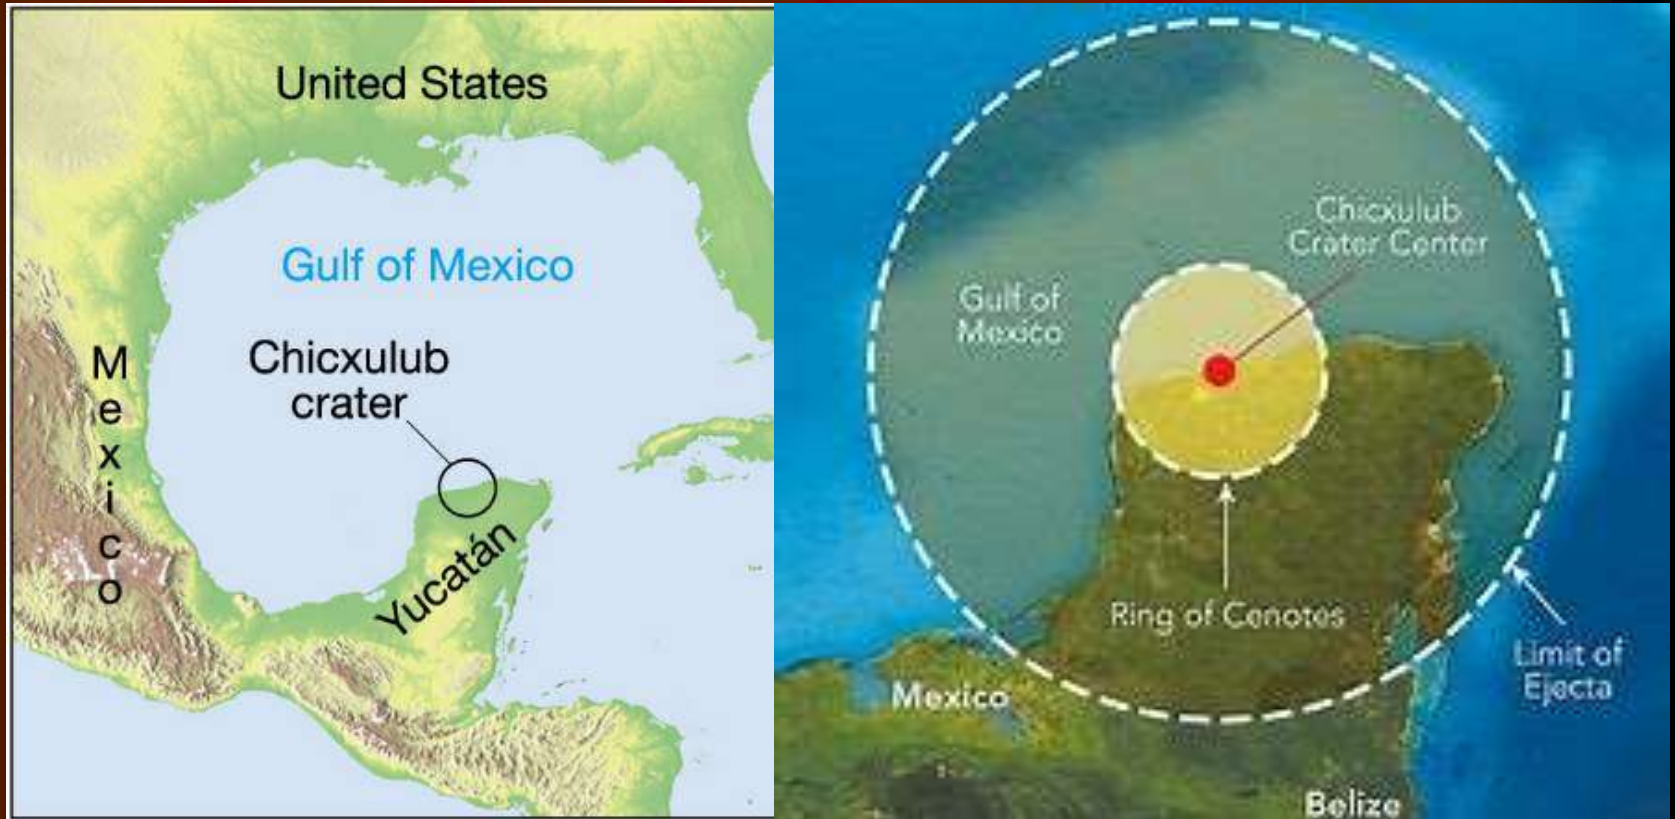 United States
Gulf of Mexico
Chicxulub
crater
Mexico
Yucatán
Chicxulub
Crater Center
Gulf of
Mexico
Ring of Cenotes
Limit of
Ejecta
Mexico
Belize